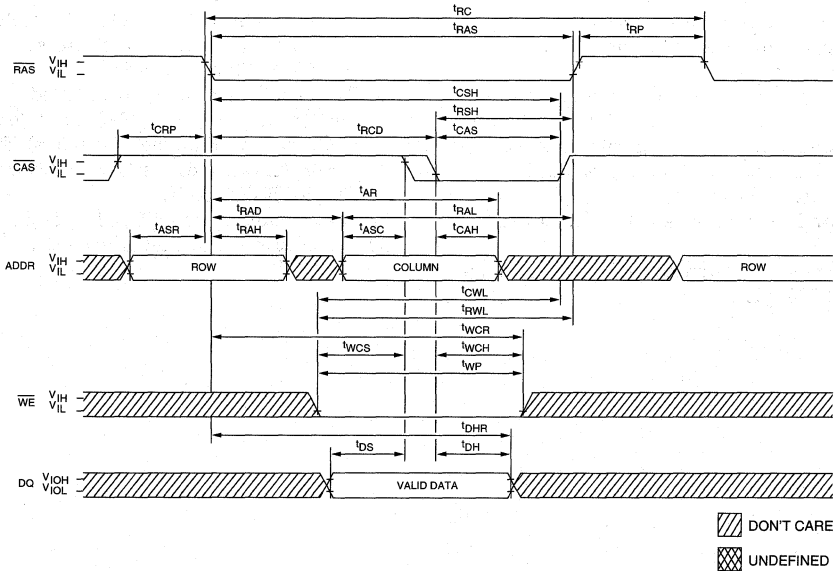 tRC
tRAS tRP
RAS VIH
VIL
tCSH
tRSH
tCRP tRCD tCAS
CAS VIH
VIL
tAR
tRAD tRAL
tASR tRAH tASC tCAH
ADDR VIH
VIL
ROW COLUMN ROW
tCWL
tRWL
tWCR
tWCS tWCH
tWP
WE VIH
VIL
tDHR
tDS tDH
DQ VIOH
VIOL
VALID DATA
DON'T CARE
UNDEFINED